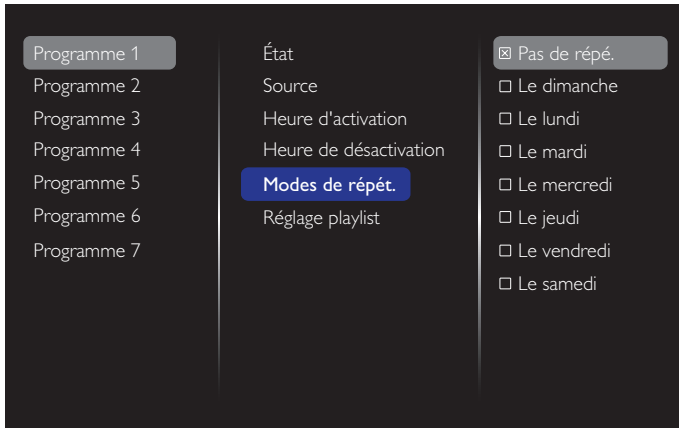 Programme 1
Programme 2
Programme 3
Programme 4
Programme 5
Programme 6
Programme 7
État
Source
Heure d'activation
Heure de désactivation
Modes de répét.
Réglage playlist
Pas de répé.
Le dimanche
Le lundi
Le mardi
Le mercredi
Le jeudi
Le vendredi
Le samedi